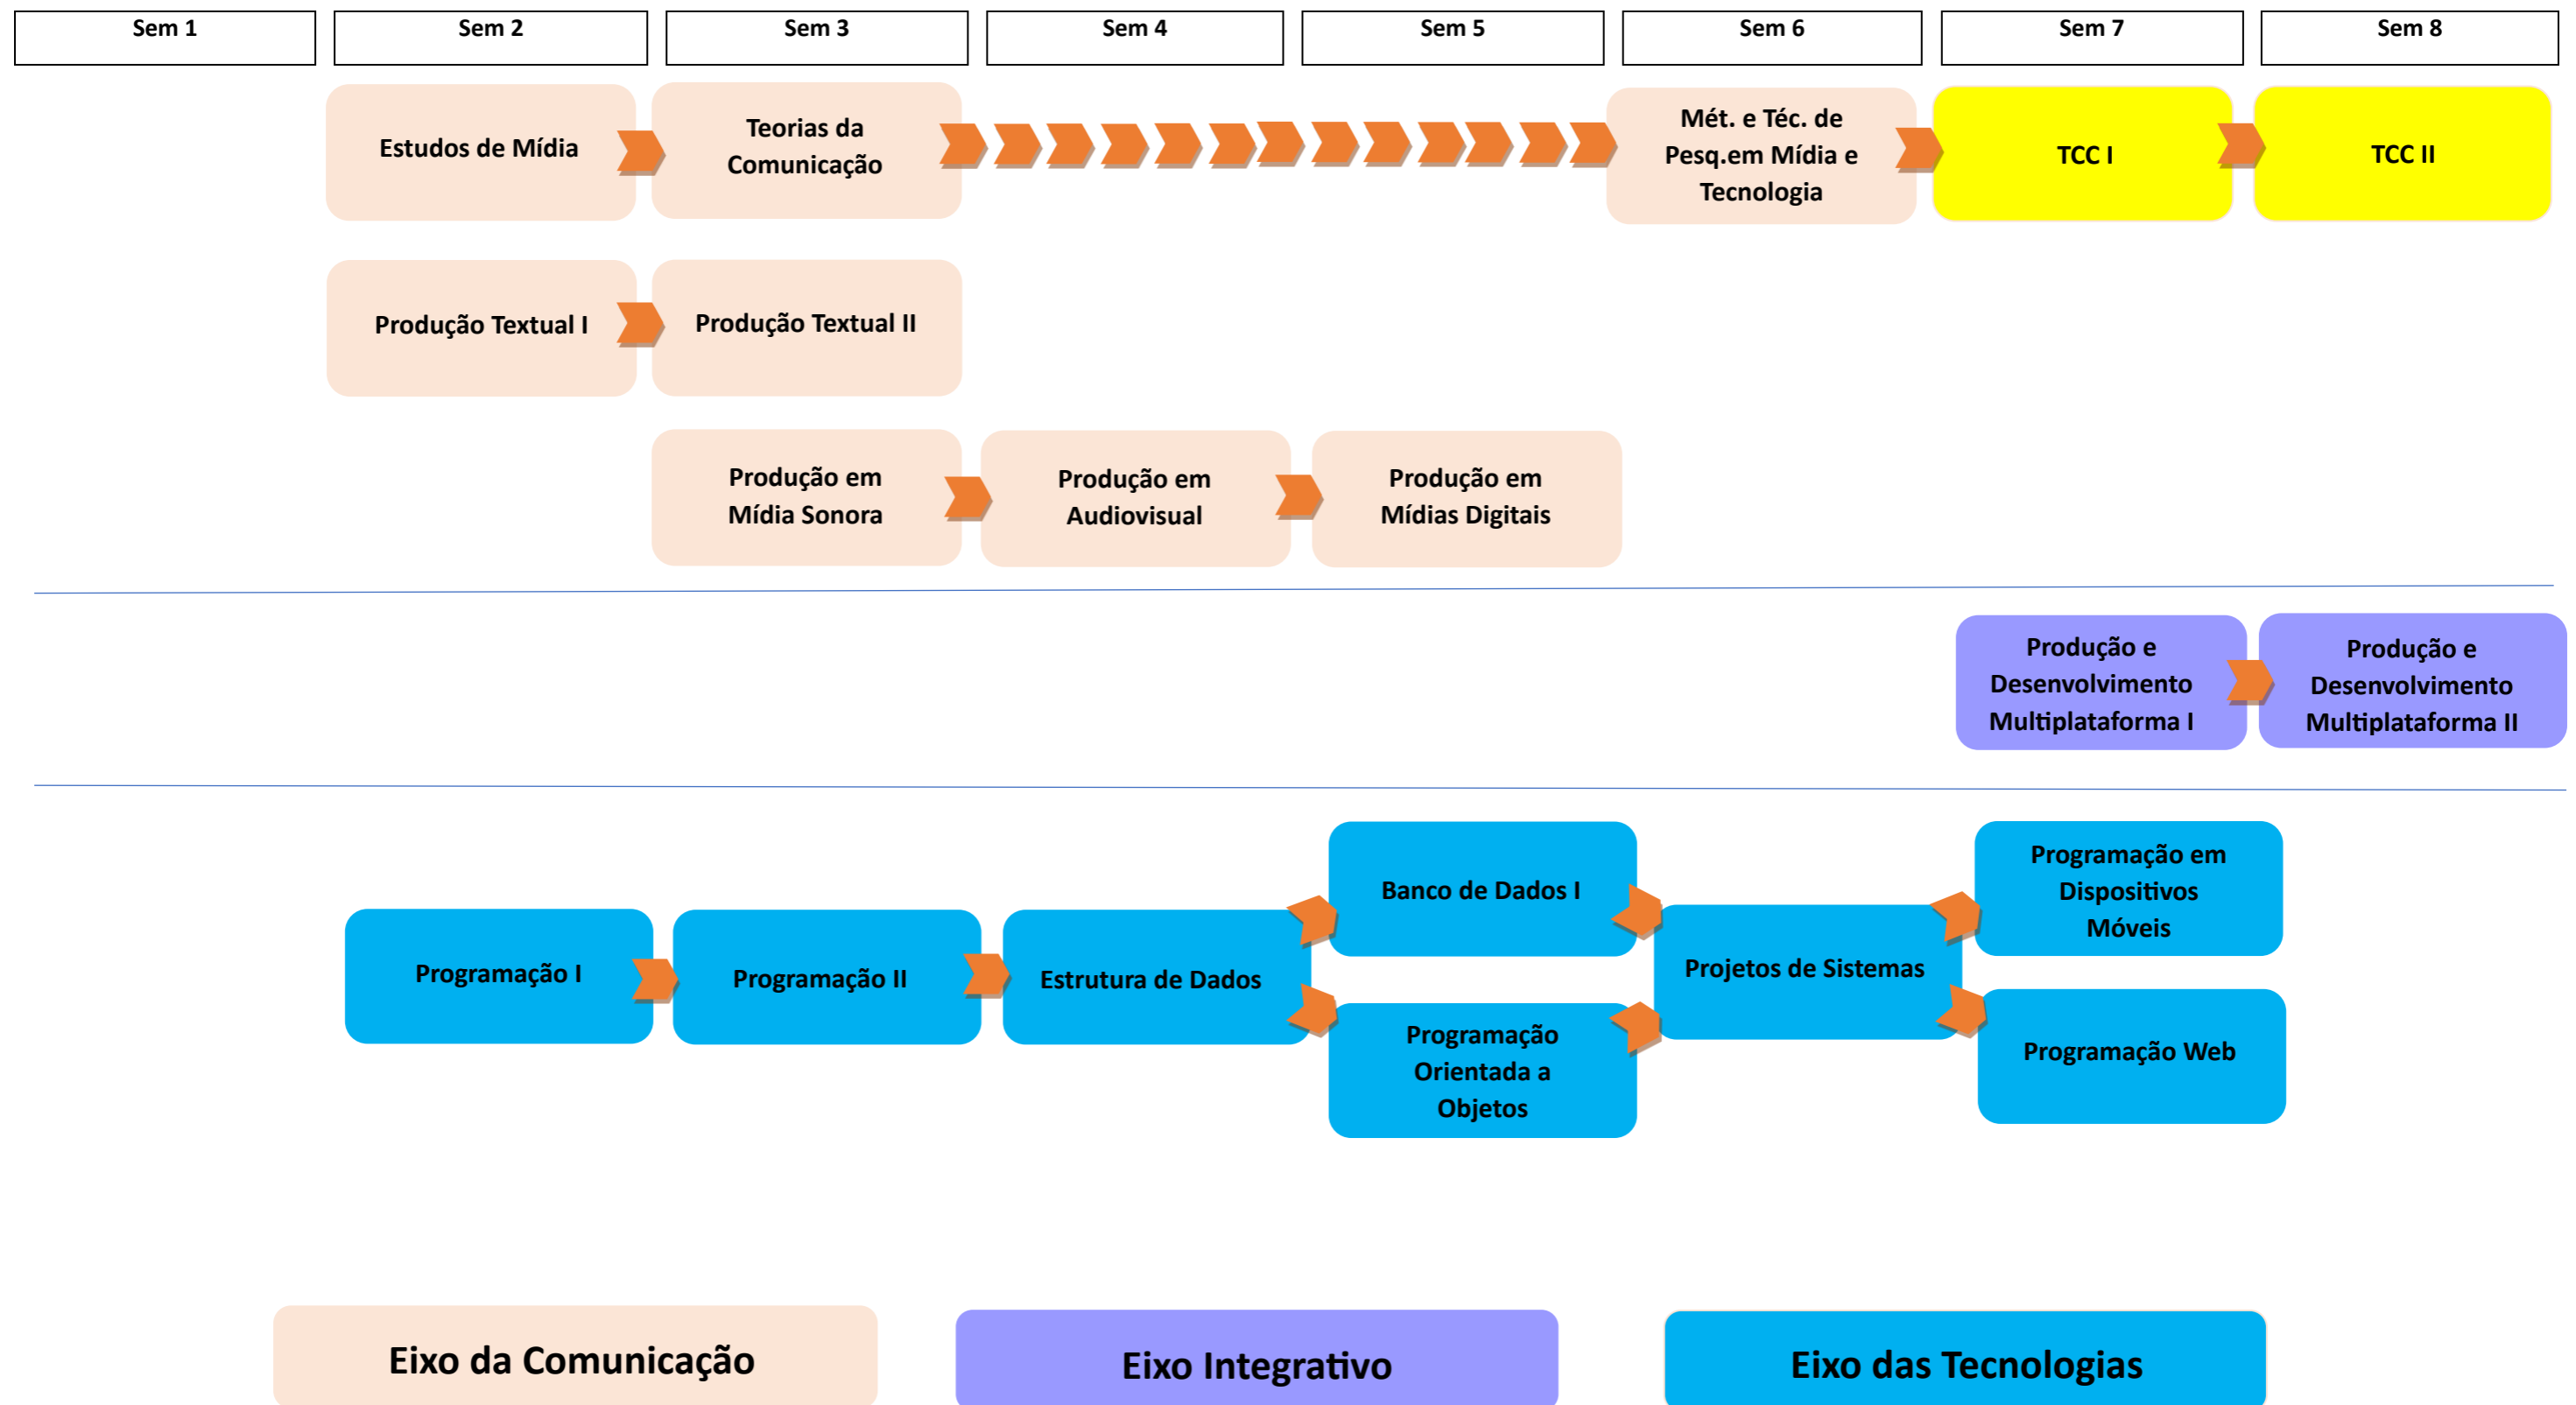 Sem 1
Sem 2
Sem 3
Sem 4
Sem 5
Sem 6
Sem 7
Sem 8
Estudos de Mídia
Teorias da
Comunicação
Mét. e Téc. de
Pesq.em Mídia e
Tecnologia
TCC I
TCC II
Produção Textual I
Produção Textual II
Produção em
Mídia Sonora
Produção em
Audiovisual
Produção em
Mídias Digitais
Produção e
Desenvolvimento
Multiplataforma I
Produção e
Desenvolvimento
Multiplataforma II
Programação I
Programação II
Estrutura de Dados
Banco de Dados I
Programação
Orientada a
Objetos
Projetos de Sistemas
Programação em
Dispositivos
Móveis
Programação Web
Eixo da Comunicação
Eixo Integrativo
Eixo das Tecnologias